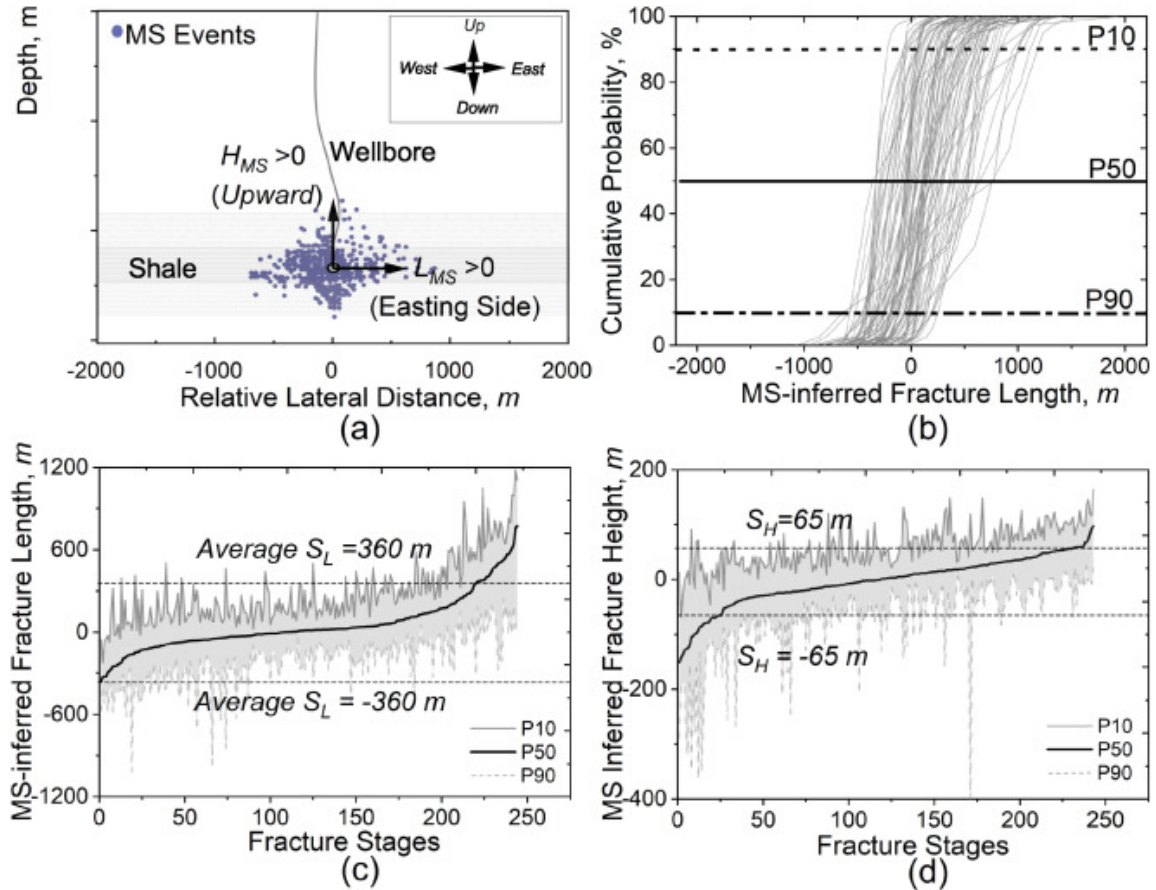 MS Events
Depth, m
Up
West
East
Down
H_MS >0
(Upward)
Wellbore
Shale
L_MS >0
(Easting Side)
-2000 -1000 0 1000 2000
Relative Lateral Distance, m
(a)
Cumulative Probability, %
100
80
60
40
20
0
P10
P50
P90
-2000 -1000 0 1000 2000
MS-inferred Fracture Length, m
(b)
MS-inferred Fracture Length, m
1200
600
0
-600
-1200
Average S_L =360 m
Average S_L = -360 m
P10
P50
P90
0 50 100 150 200 250
Fracture Stages
(c)
MS Inferred Fracture Height, m
200
0
-200
-400
S_H=65 m
S_H = -65 m
P10
P50
P90
0 50 100 150 200 250
Fracture Stages
(d)